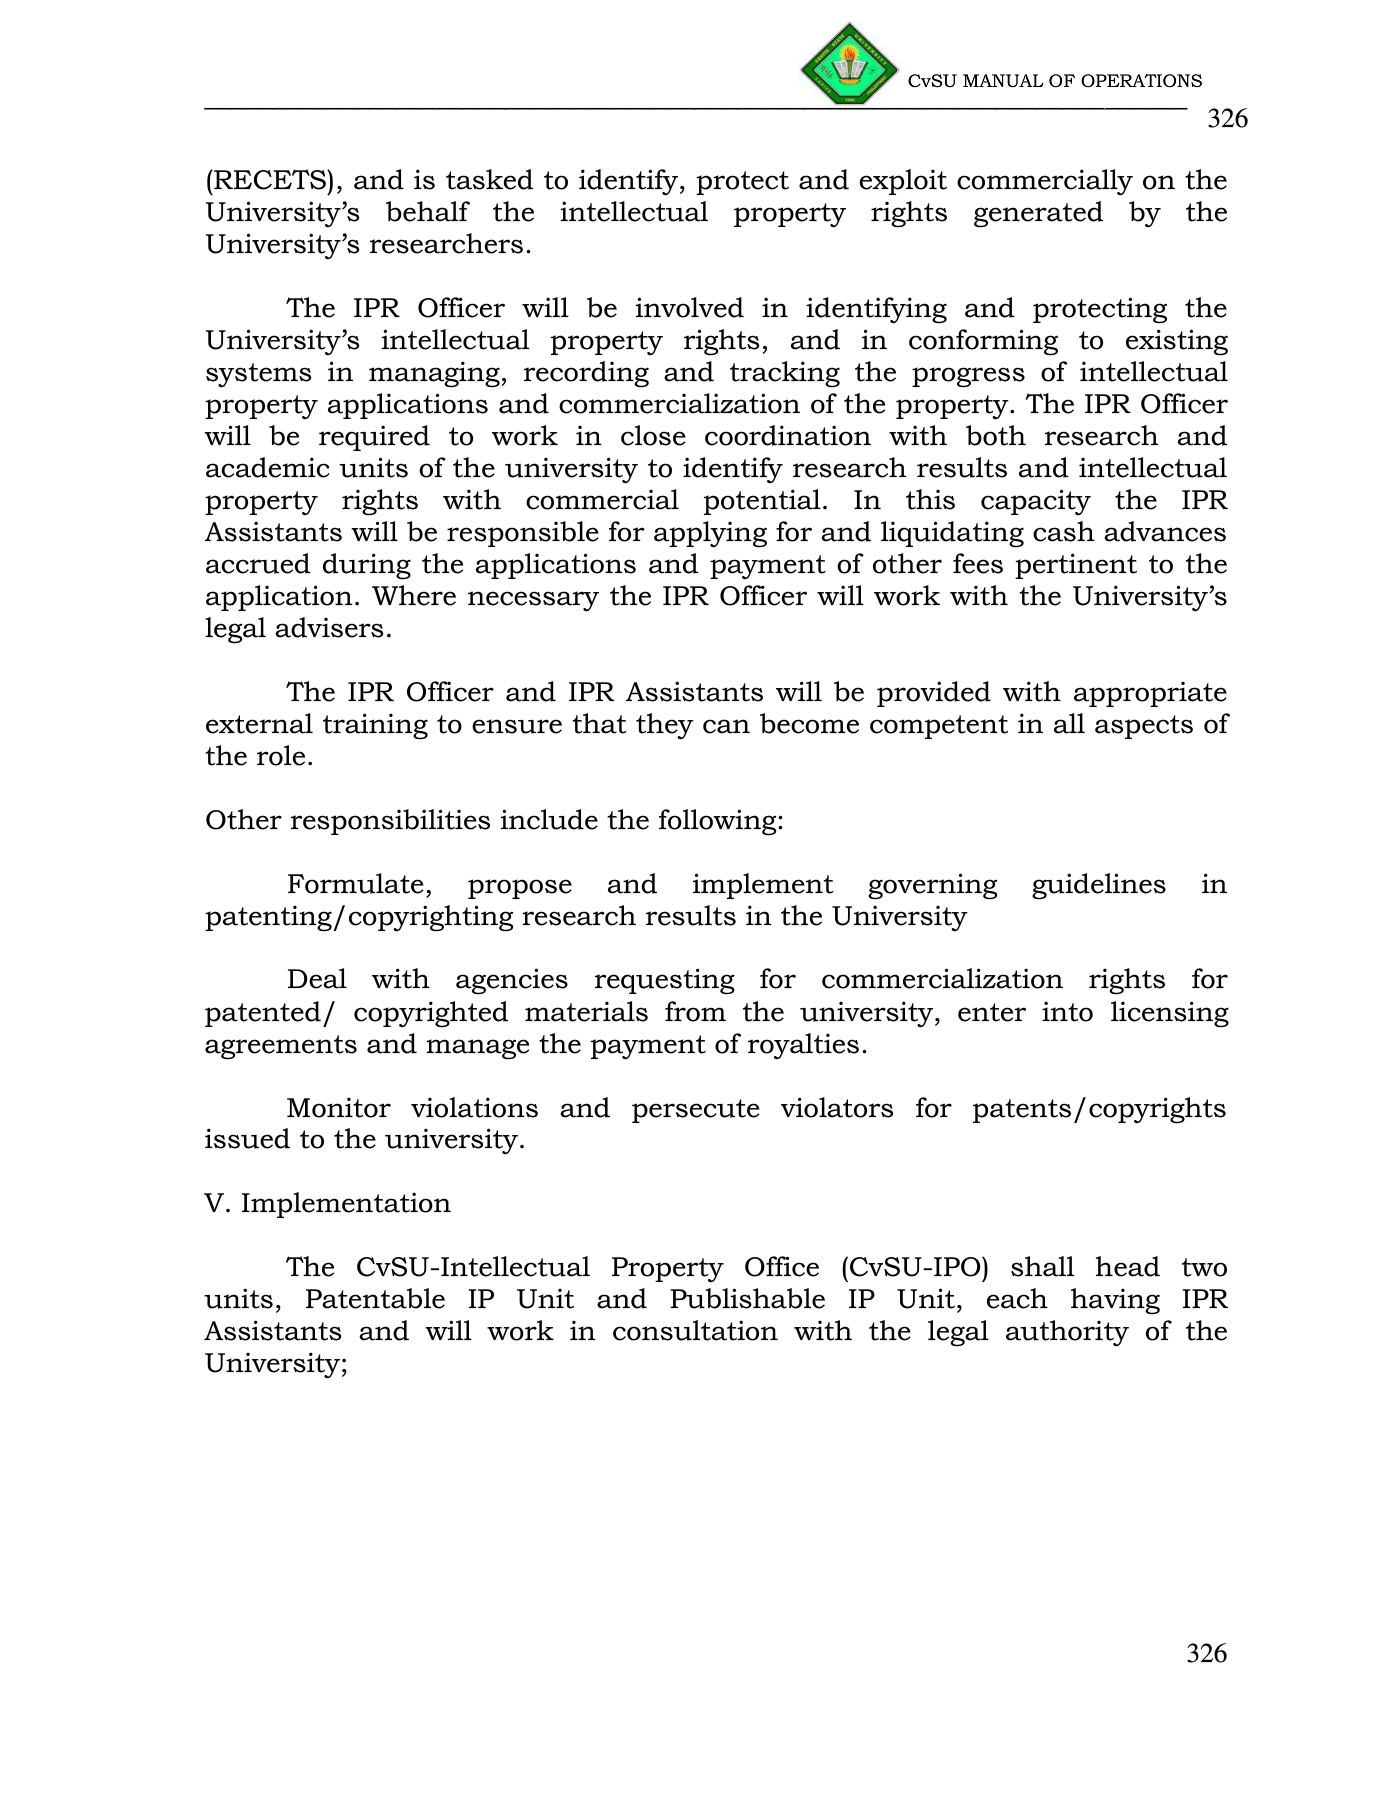 CvSU MANUAL OF OPERATIONS
326
(RECETS), and is tasked to identify, protect and exploit commercially on the
University’s behalf the intellectual property rights generated by the
University’s researchers.
The IPR Officer will be involved in identifying and protecting the
University’s intellectual property rights, and in conforming to existing
systems in managing, recording and tracking the progress of intellectual
property applications and commercialization of the property. The IPR Officer
will be required to work in close coordination with both research and
academic units of the university to identify research results and intellectual
property rights with commercial potential. In this capacity the IPR
Assistants will be responsible for applying for and liquidating cash advances
accrued during the applications and payment of other fees pertinent to the
application. Where necessary the IPR Officer will work with the University’s
legal advisers.
The IPR Officer and IPR Assistants will be provided with appropriate
external training to ensure that they can become competent in all aspects of
the role.
Other responsibilities include the following:
Formulate, propose and implement governing guidelines in
patenting/copyrighting research results in the University
Deal with agencies requesting for commercialization rights for
patented/ copyrighted materials from the university, enter into licensing
agreements and manage the payment of royalties.
Monitor violations and persecute violators for patents/copyrights
issued to the university.
V. Implementation
The CvSU-Intellectual Property Office (CvSU-IPO) shall head two
units, Patentable IP Unit and Publishable IP Unit, each having IPR
Assistants and will work in consultation with the legal authority of the
University;
326